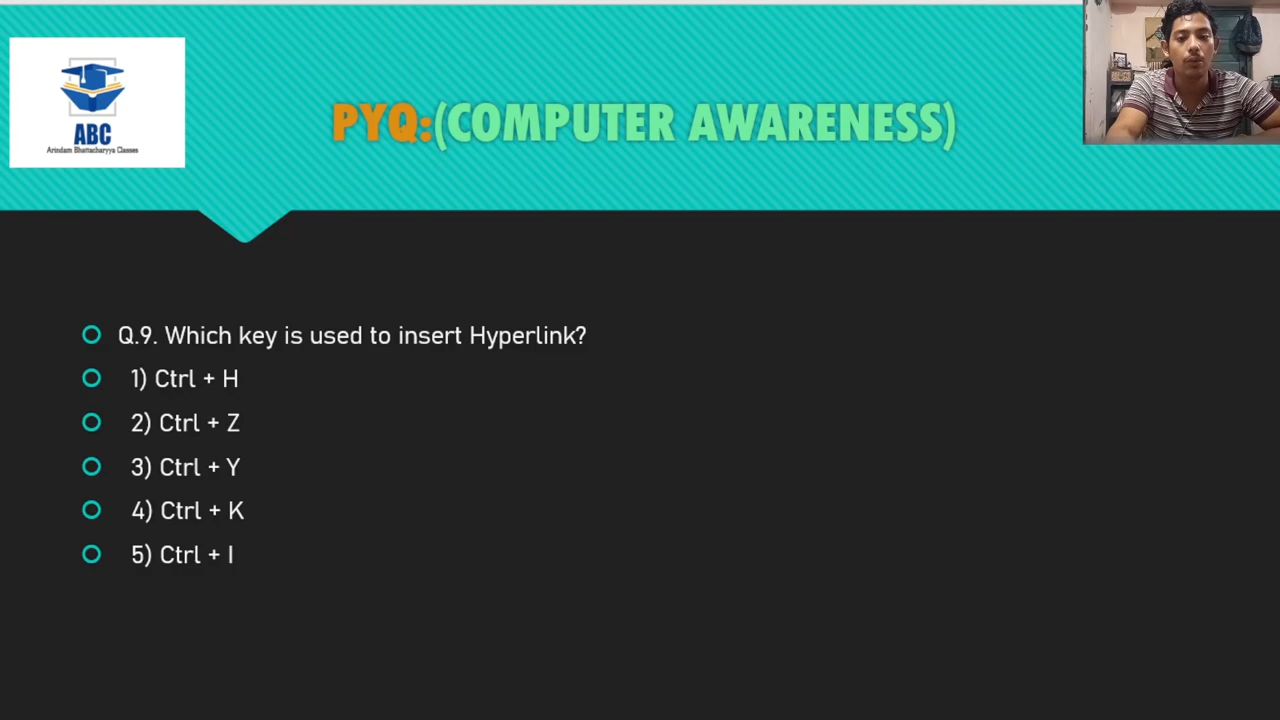 ABC
Arindam Bhattacharyya Classes
PYQ:(COMPUTER AWARENESS)
Q.9. Which key is used to insert Hyperlink?
1) Ctrl + H
2) Ctrl + Z
3) Ctrl + Y
4) Ctrl + K
5) Ctrl + I